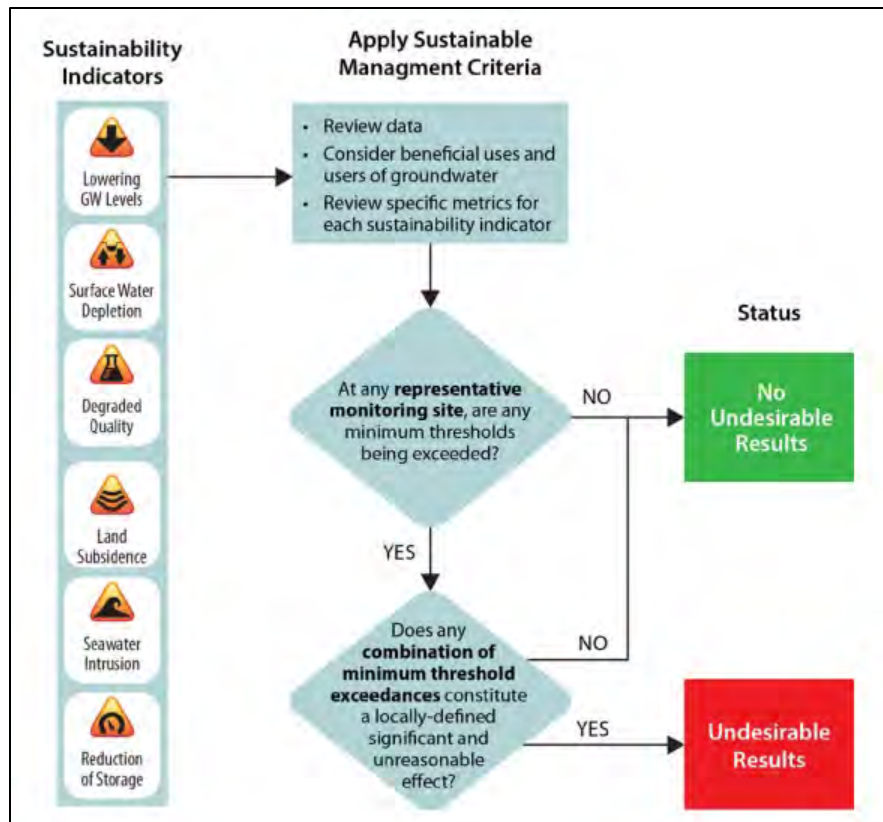 Sustainability
Indicators
Lowering
GW Levels
Surface Water
Depletion
Degraded
Quality
Land
Subsidence
Seawater
Intrusion
Reduction
of Storage
Apply Sustainable
Managment Criteria
• Review data
• Consider beneficial uses and
users of groundwater
• Review specific metrics for
each sustainability indicator
At any representative
monitoring site, are any
minimum thresholds
being exceeded?
NO
YES
Does any
combination of
minimum threshold
exceedances constitute
a locally-defined
significant and
unreasonable
effect?
NO
YES
Status
No
Undesirable
Results
Undesirable
Results